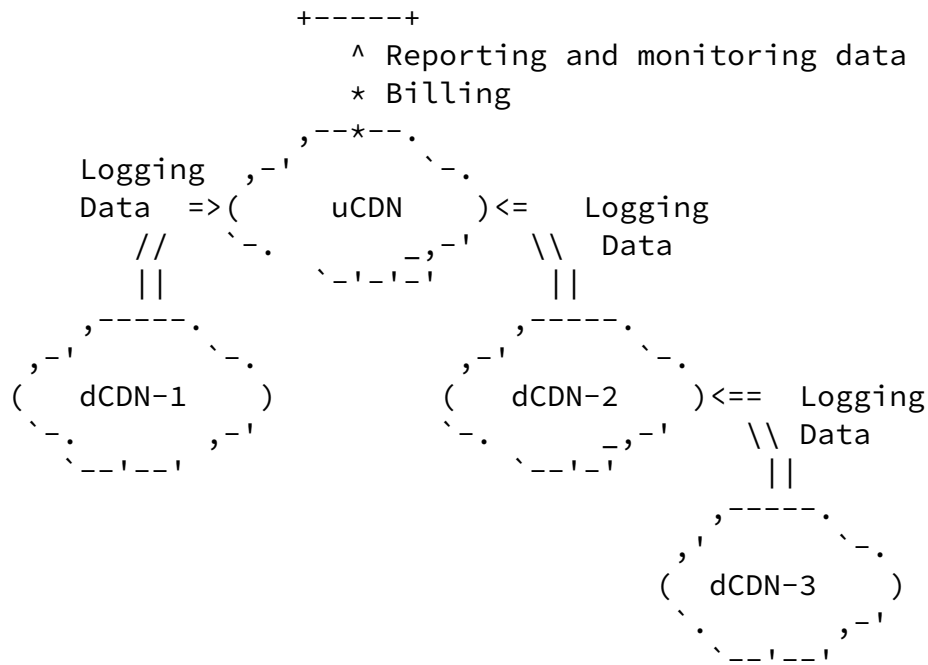 +-----+
^ Reporting and monitoring data
* Billing
,--*--.
Logging ,-' `-.
Data =>( uCDN )<= Logging
// `-. _,-' \\ Data
|| `-'-'-' ||
,-----. ,-----.
,-' `-. ,-' `-.
( dCDN-1 ) ( dCDN-2 )<== Logging
`-. ,-' `-. _,-' \\ Data
`--'--' `--'-' ||
,-----.
,' `-.
( dCDN-3 )
`. ,-'
`--'--'